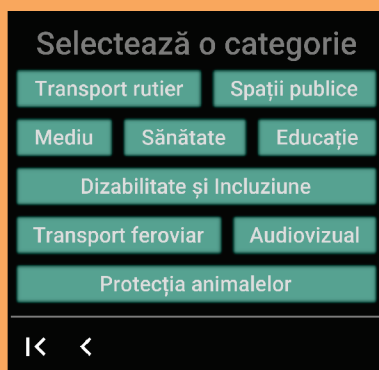 Selectează o categorie
Transport rutier Spații publice
Mediu Sănătate Educație
Dizabilitate și Incluziune
Transport feroviar Audiovizual
Protecția animalelor